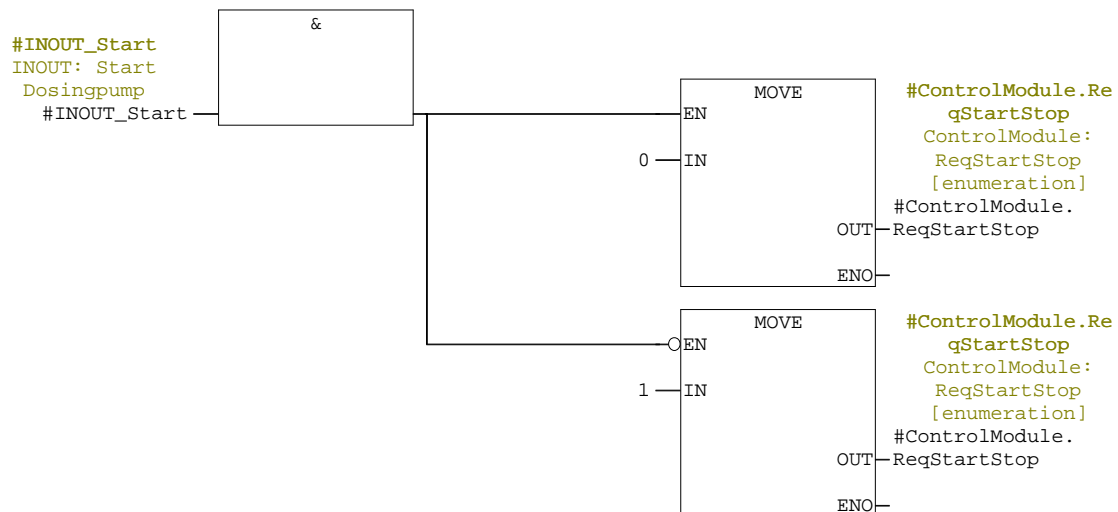 &
#INOUT_Start
INOUT: Start
Dosingpump
#INOUT_Start
MOVE
EN
0
IN
OUT
ENO
#ControlModule.Re
qStartStop
ControlModule:
ReqStartStop
[enumeration]
#ControlModule.
ReqStartStop
MOVE
EN
1
IN
OUT
ENO
#ControlModule.Re
qStartStop
ControlModule:
ReqStartStop
[enumeration]
#ControlModule.
ReqStartStop